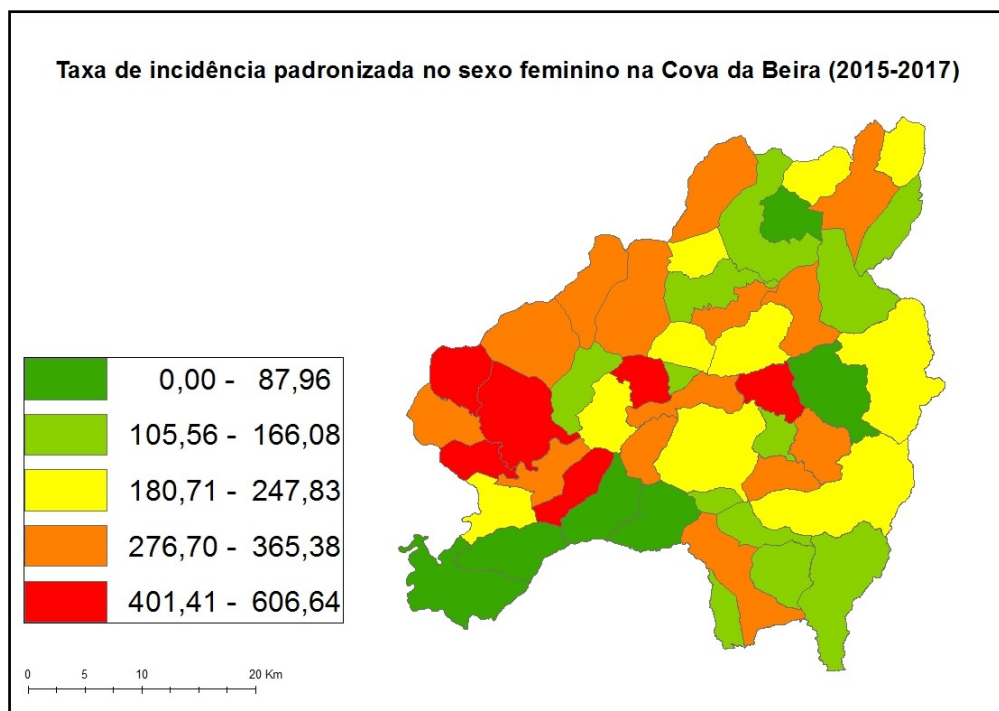 Taxa de incidência padronizada no sexo feminino na Cova da Beira (2015-2017)
0,00 - 87,96
105,56 - 166,08
180,71 - 247,83
276,70 - 365,38
401,41 - 606,64
0 5 10 20 Km